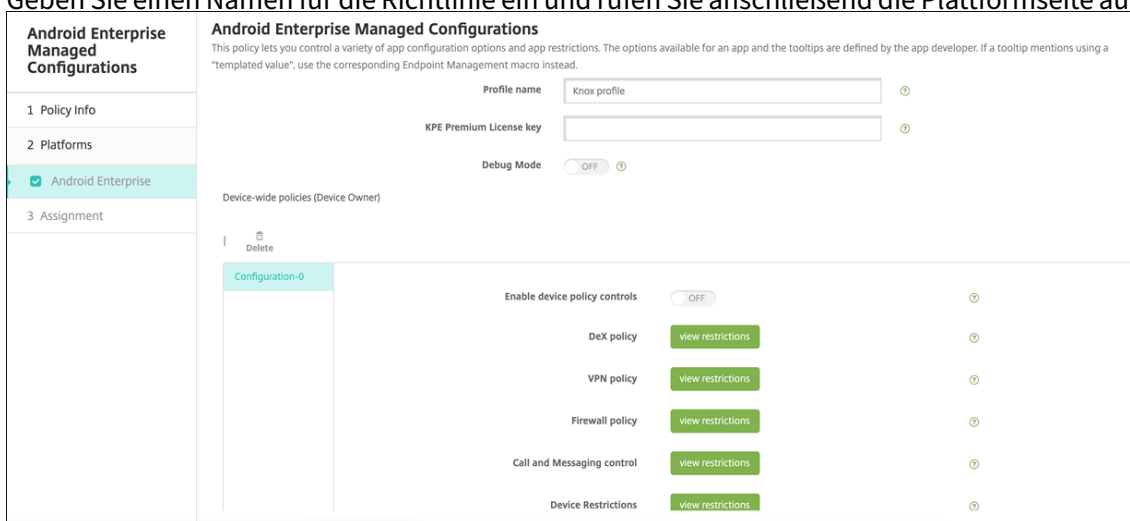 Geben Sie einen Namen für die Richtlinie ein und rufen Sie anschließend die Plattformseite au
Android Enterprise
Managed
Configurations
1 Policy Info
2 Platforms
Android Enterprise
3 Assignment
Android Enterprise Managed Configurations
This policy lets you control a variety of app configuration options and app restrictions. The options available for an app and the tooltips are defined by the app developer. If a tooltip mentions using a
"templated value", use the corresponding Endpoint Management macro instead.
Profile name Knox profile
KPE Premium License key
Debug Mode OFF
Device-wide policies (Device Owner)
Delete
Configuration-0
Enable device policy controls OFF
DeX policy view restrictions
VPN policy view restrictions
Firewall policy view restrictions
Call and Messaging control view restrictions
Device Restrictions view restrictions